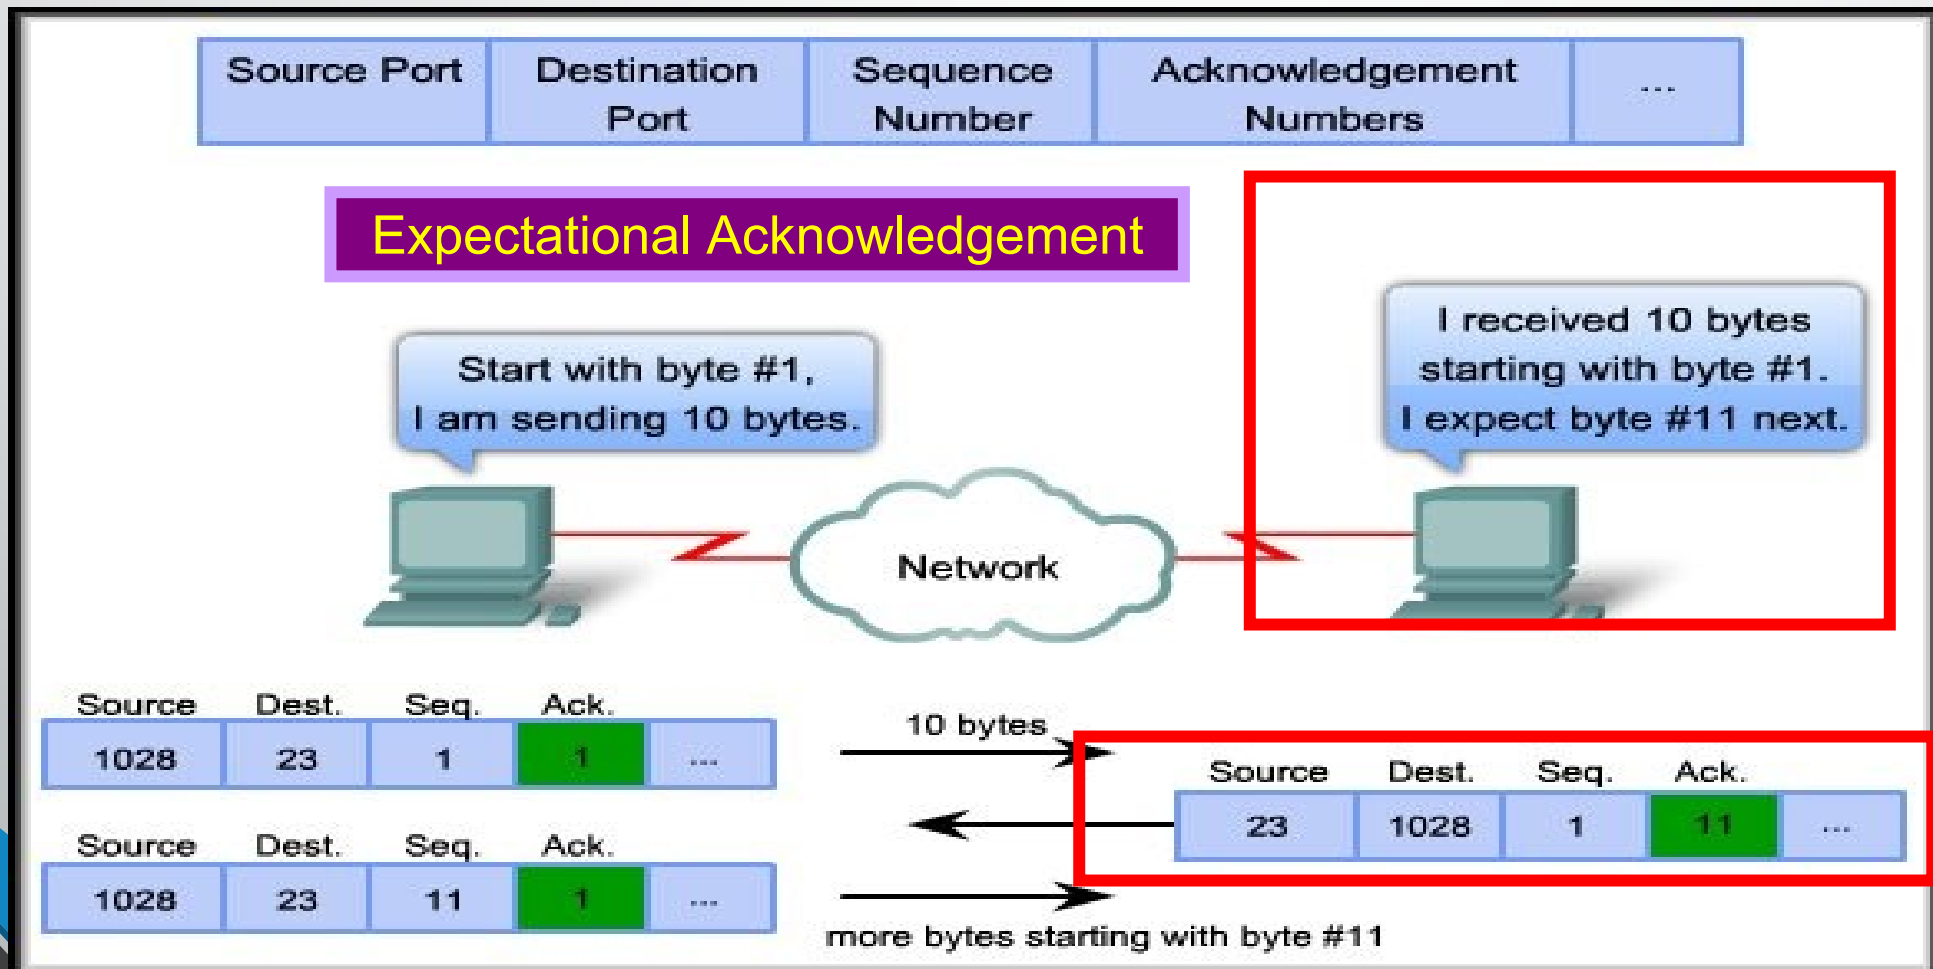 Source Port
Destination
Port
Sequence
Number
Acknowledgement
Numbers
...
Expectational Acknowledgement
Start with byte #1,
I am sending 10 bytes.
I received 10 bytes
starting with byte #1.
I expect byte #11 next.
Network
Source Dest. Seq. Ack.
1028 23 1 1 ...
10 bytes
Source Dest. Seq. Ack.
23 1028 1 11 ...
Source Dest. Seq. Ack.
1028 23 11 1 ...
more bytes starting with byte #11